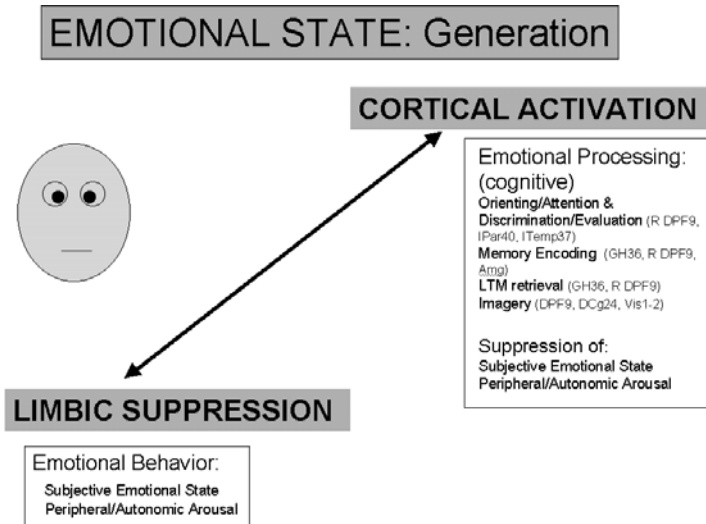 EMOTIONAL STATE: Generation
CORTICAL ACTIVATION
Emotional Processing:
(cognitive)
Orienting/Attention &
Discrimination/Evaluation (R DPF9,
IPar40, ITemp37)
Memory Encoding (GH36, R DPF9,
Amg)
LTM retrieval (GH36, R DPF9)
Imagery (DPF9, DCg24, Vis1-2)
Suppression of:
Subjective Emotional State
Peripheral/Autonomic Arousal
LIMBIC SUPPRESSION
Emotional Behavior:
Subjective Emotional State
Peripheral/Autonomic Arousal